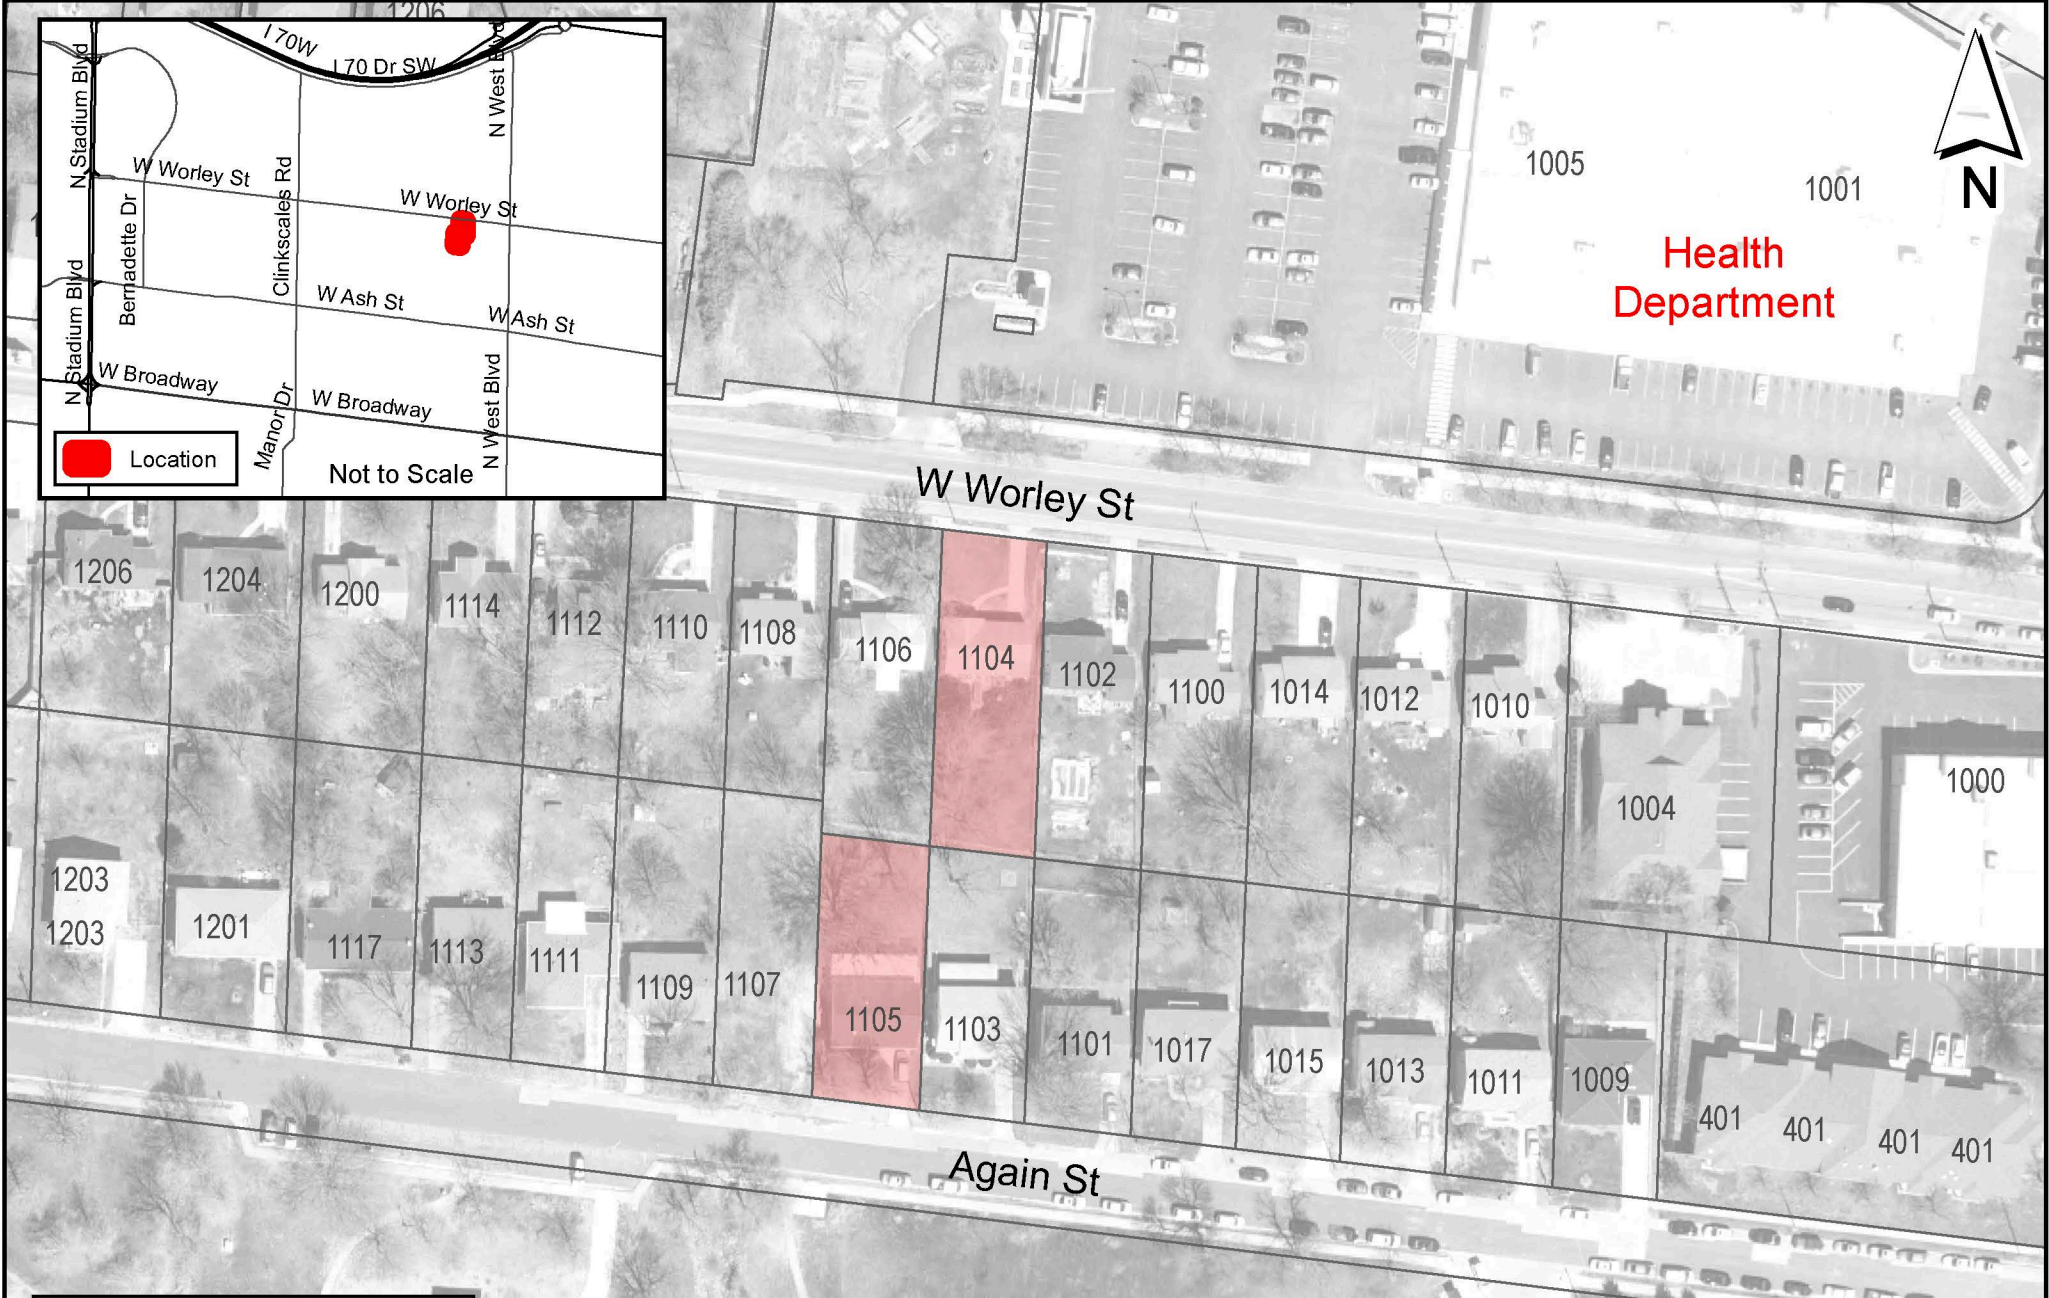 1206
I 70W
I 70 Dr SW
N West Blvd
N Stadium Blvd
W Worley St
Clinkscales Rd
W Worley St
Bernadette Dr
N Stadium Blvd
W Ash St
W Ash St
W Broadway
W Broadway
Manor Dr
N West Blvd
Location
Not to Scale
1005
1001
N
Health
Department
W Worley St
1206
1204
1200
1114
1112
1110
1108
1106
1104
1102
1100
1014
1012
1010
1004
1000
1203
1203
1201
1117
1113
1111
1109
1107
1105
1103
1101
1017
1015
1013
1011
1009
401
401
401
401
Again St